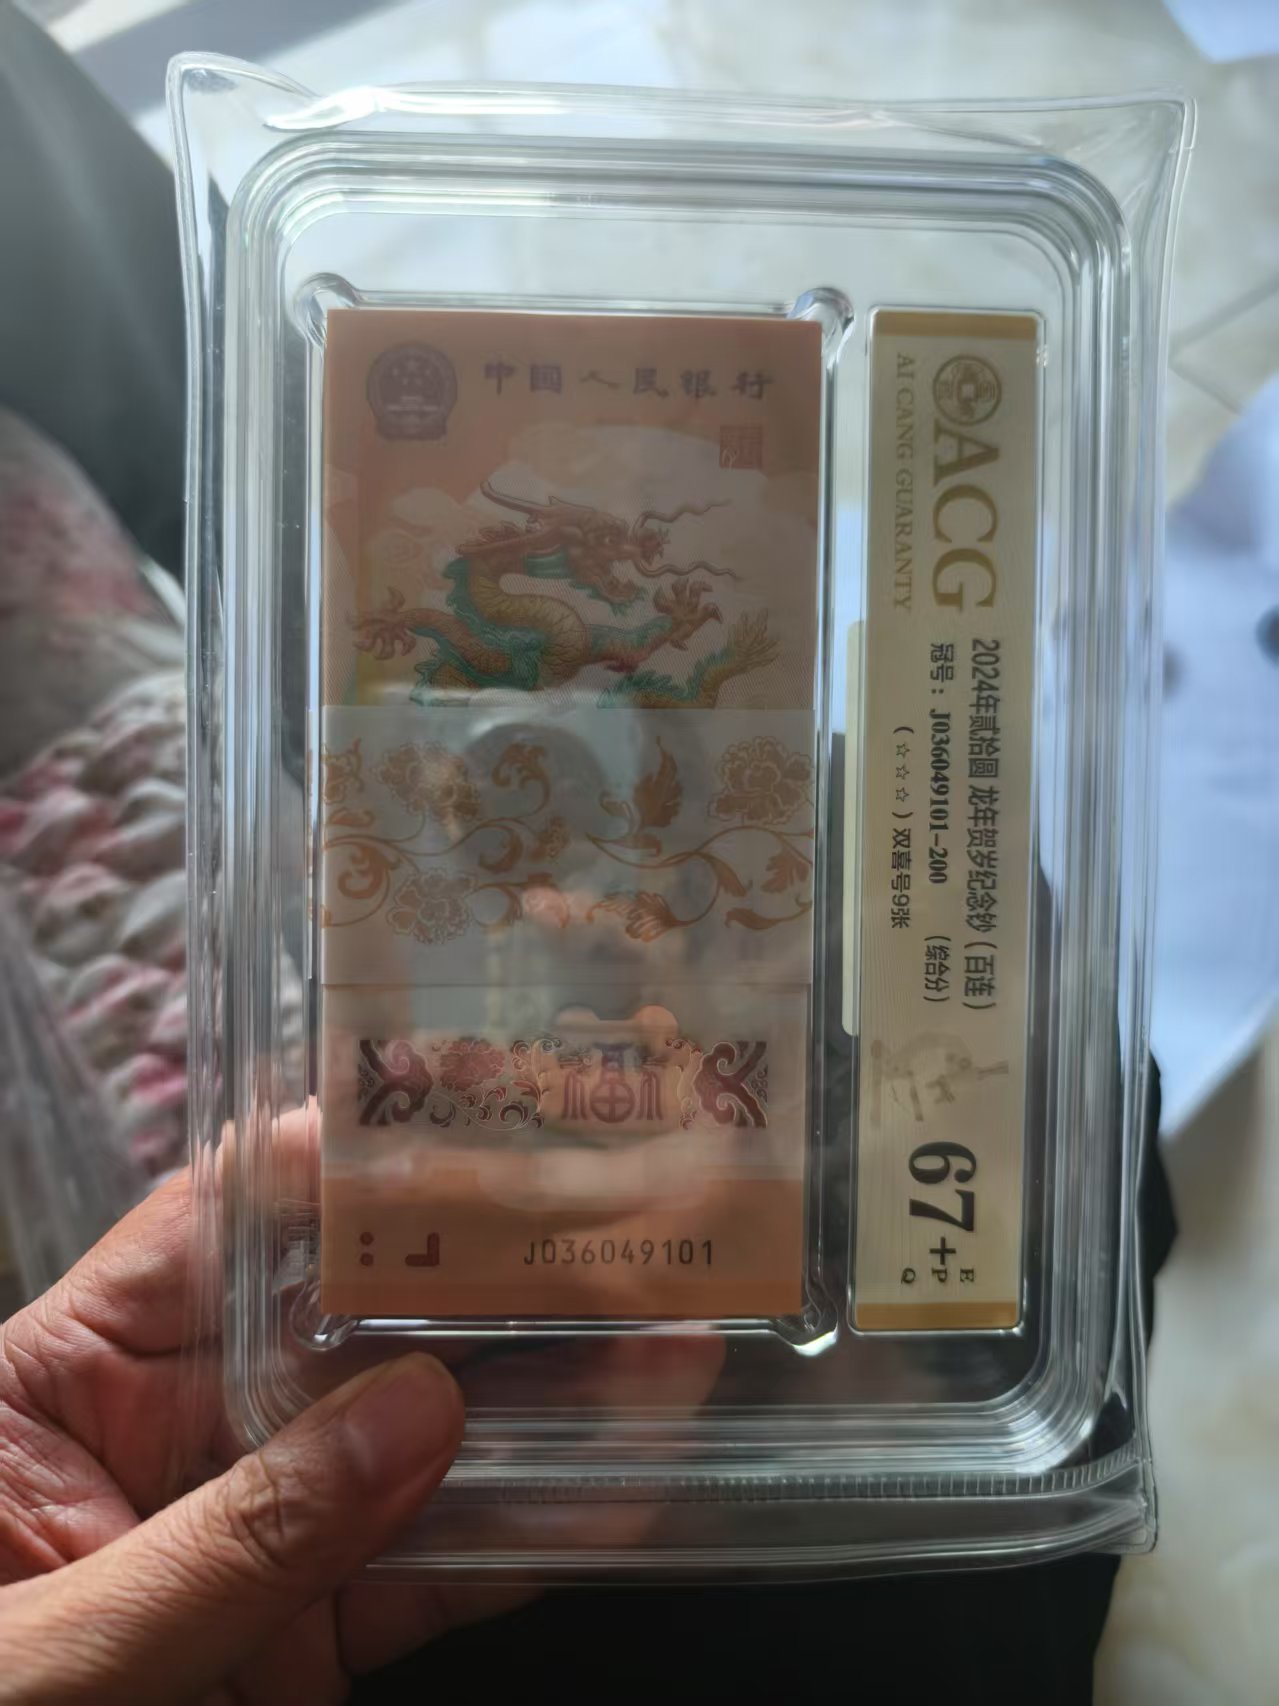 中国人民银行
福
J036049101
ACG
AI CANG GUARANTY
2024年贰拾圆 龙年贺岁纪念钞(百连)
冠号:J036049101-200 (综合分)
(☆☆☆)双喜号9张
67+
E
P
Q